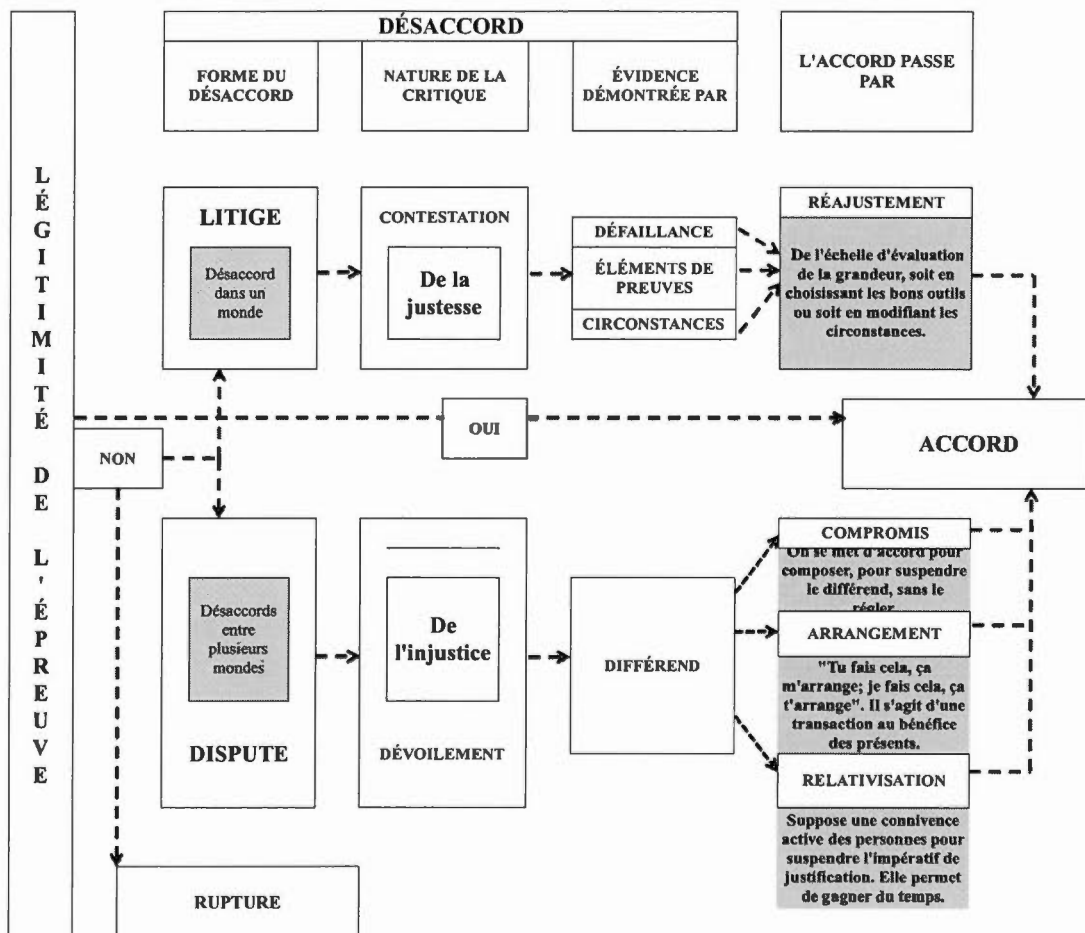 DÉSACCORD
FORME DU
DÉSACCORD
NATURE DE LA
CRITIQUE
ÉVIDENCE
DÉMONTRÉE PAR
L'ACCORD PASSE
PAR
LÉGITIMITÉ DE L'ÉPREUVE
LITIGE
Désaccord
dans un
monde
CONTESTATION
De la
justesse
DÉFAILLANCE
ÉLÉMENTS DE
PREUVES
CIRCONSTANCES
RÉAJUSTEMENT
De l'échelle d'évaluation
de la grandeur, soit en
choisissant les bons outils
ou soit en modifiant les
circonstances.
OUI
ACCORD
NON
Désaccords
entre
plusieurs
mondes
DISPUTE
De
l'injustice
DÉVOILEMENT
DIFFÉREND
COMPROMIS
On se met d'accord pour
composer, pour suspendre
le différend, sans le
régler
ARRANGEMENT
"Tu fais cela, ça
m'arrange; je fais cela, ça
t'arrange". Il s'agit d'une
transaction au bénéfice
des présents.
RELATIVISATION
Suppose une connivence
active des personnes pour
suspendre l'impératif de
justification. Elle permet
de gagner du temps.
RUPTURE